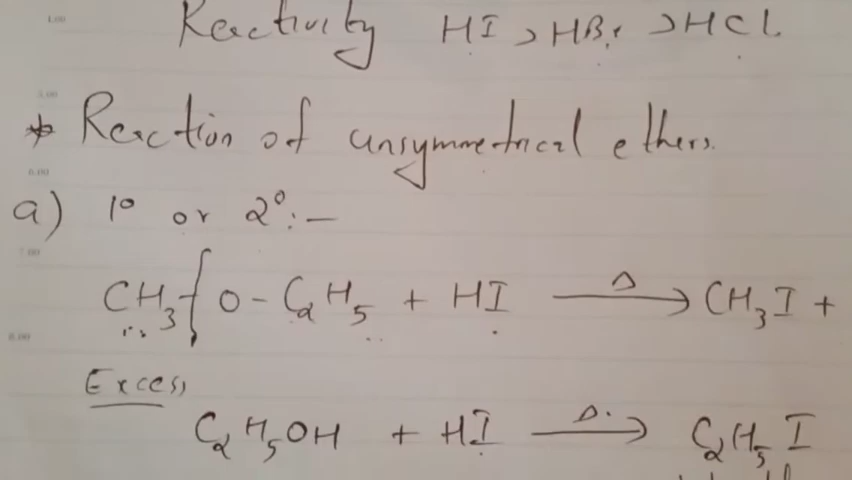 Reactivity HI > HBr > HCl.
* Reaction of unsymmetrical ethers.
a) 1° or 2°:-
CH3 { O - C2H5 + HI —Δ→ CH3I +
Excess
C2H5OH + HI —Δ→ C2H5I